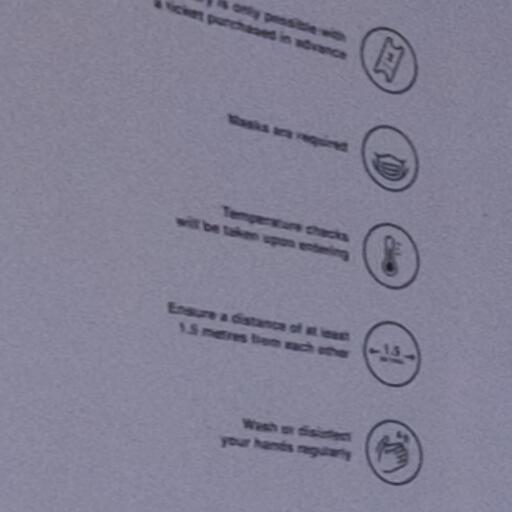 is only possible with
a ticket purchased in advance
Masks are required
Temperature checks
will be taken upon entering
Ensure a distance of at least
1.5 metres from each other
1.5
Wash or disinfect
your hands regularly